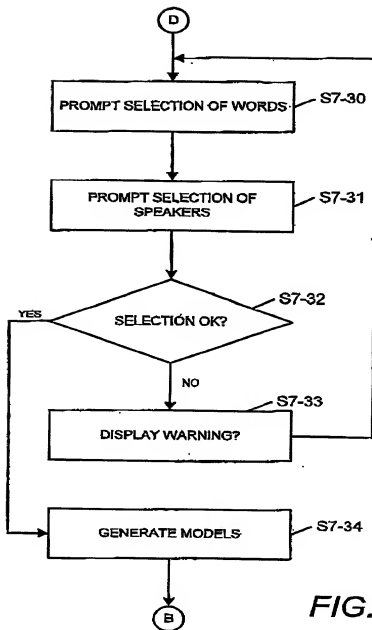 D
PROMPT SELECTION OF WORDS
S7-30
PROMPT SELECTION OF
SPEAKERS
S7-31
SELECTION OK?
S7-32
YES
NO
DISPLAY WARNING?
S7-33
GENERATE MODELS
S7-34
B
FIG.